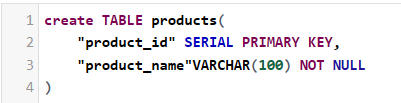 1 create TABLE products(
2 "product_id" SERIAL PRIMARY KEY,
3 "product_name"VARCHAR(100) NOT NULL
4 )